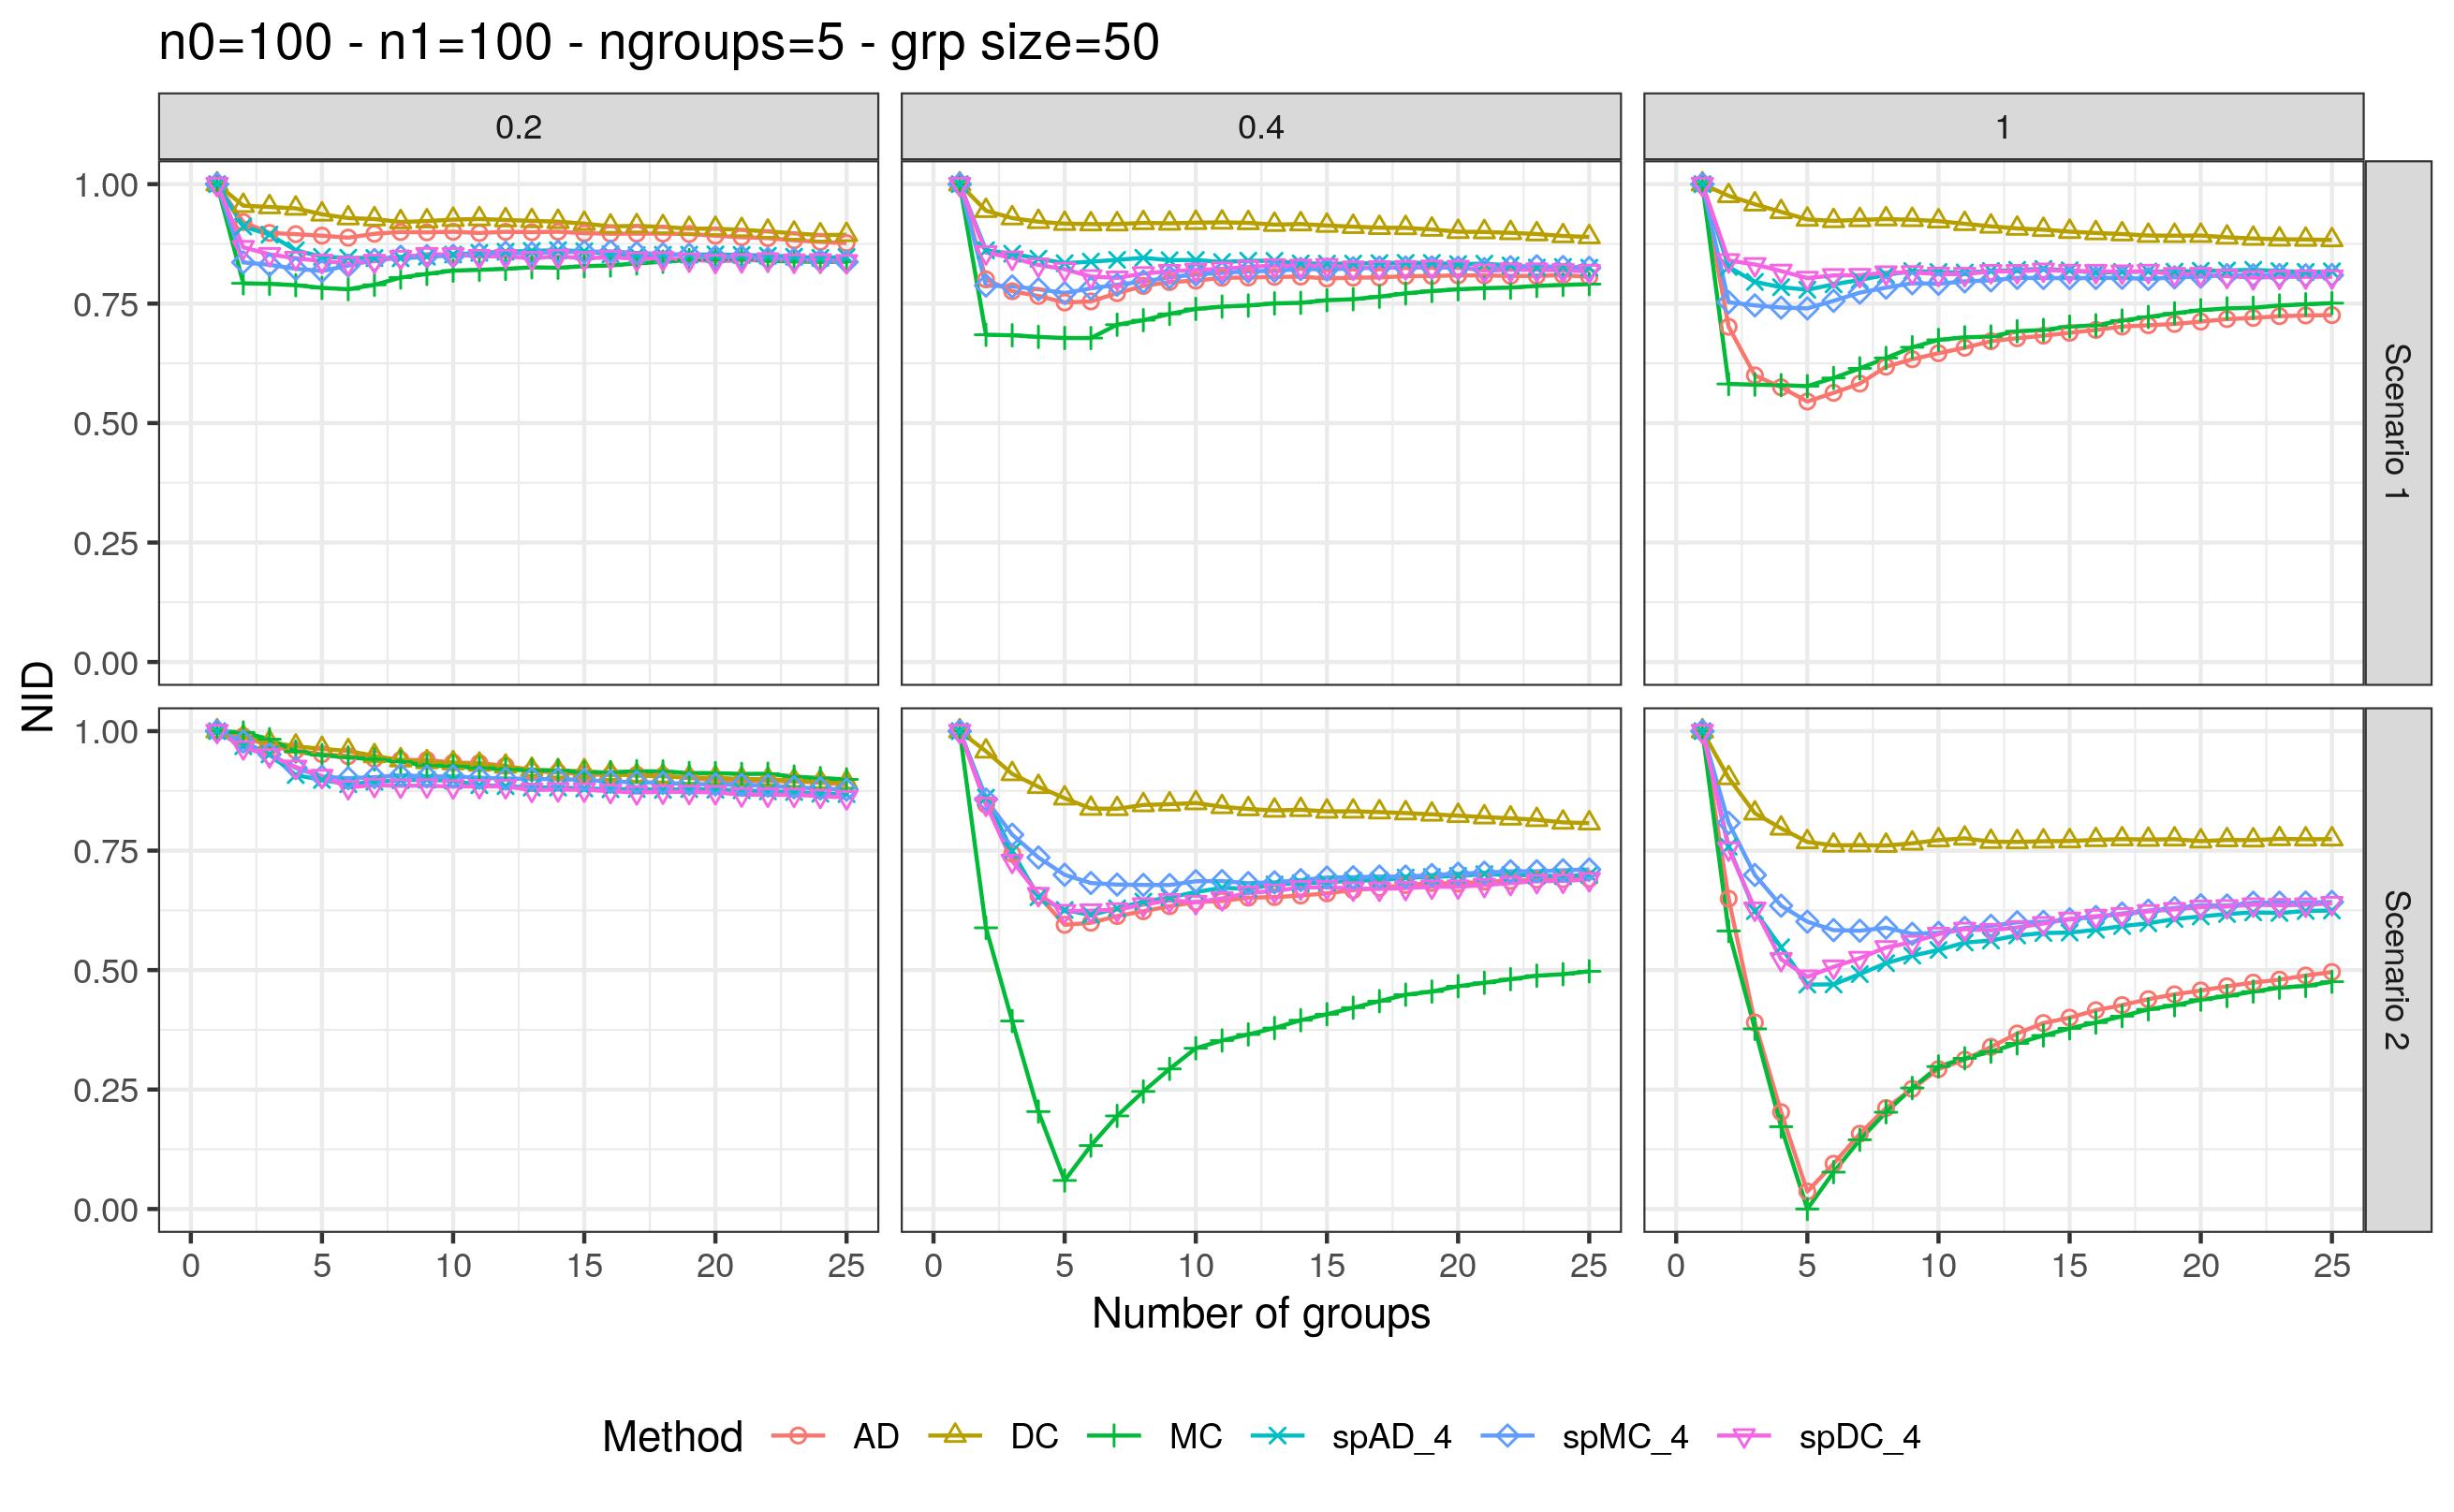 n0=100 - n1=100 - ngroups=5 - grp size=50
0.2 0.4 1
1.00
0.75
0.50
0.25
0.00
Scenario 1
NID
1.00
0.75
0.50
0.25
0.00
Scenario 2
0 5 10 15 20 25 0 5 10 15 20 25 0 5 10 15 20 25
Number of groups
Method AD DC MC spAD_4 spMC_4 spDC_4